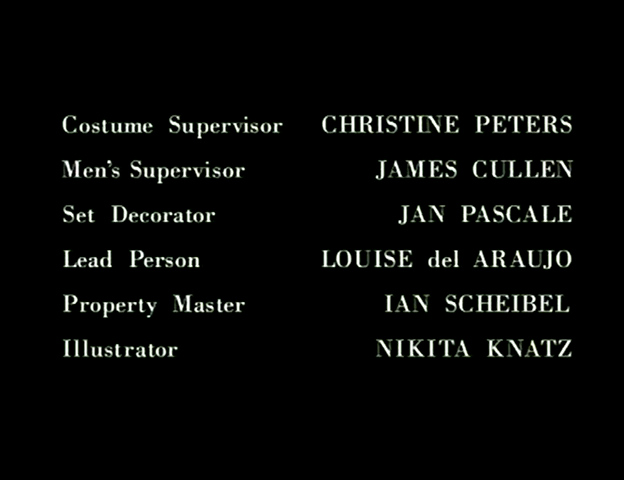 Costume Supervisor CHRISTINE PETERS
Men's Supervisor JAMES CULLEN
Set Decorator JAN PASCALE
Lead Person LOUISE del ARAUJO
Property Master IAN SCHEIBEL
Illustrator NIKITA KNATZ